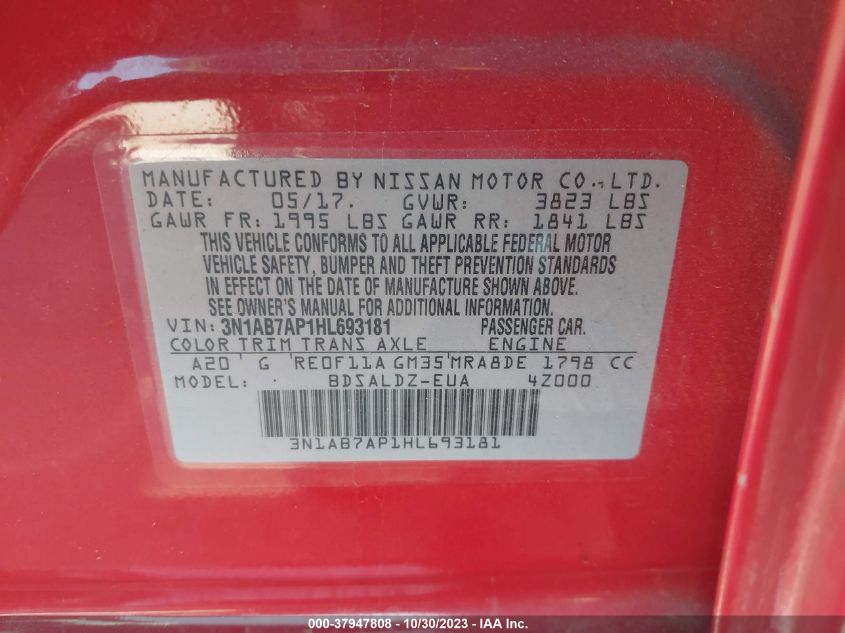 MANUFACTURED BY NISSAN MOTOR CO., LTD.
DATE: 05/17. GVWR: 3823 LBS
GAWR FR: 1995 LBS GAWR RR: 1841 LBS
THIS VEHICLE CONFORMS TO ALL APPLICABLE FEDERAL MOTOR
VEHICLE SAFETY, BUMPER AND THEFT PREVENTION STANDARDS
IN EFFECT ON THE DATE OF MANUFACTURE SHOWN ABOVE.
SEE OWNER'S MANUAL FOR ADDITIONAL INFORMATION.
VIN: 3N1AB7AP1HL693181 PASSENGER CAR.
COLOR TRIM TRANS AXLE ENGINE
A20 G RE0F11A GM35 MRA8DE 1798 CC
MODEL: BDSALDZ-EUA 4Z000
3N1AB7AP1HL693181
000-37947808 - 10/30/2023 - IAA Inc.